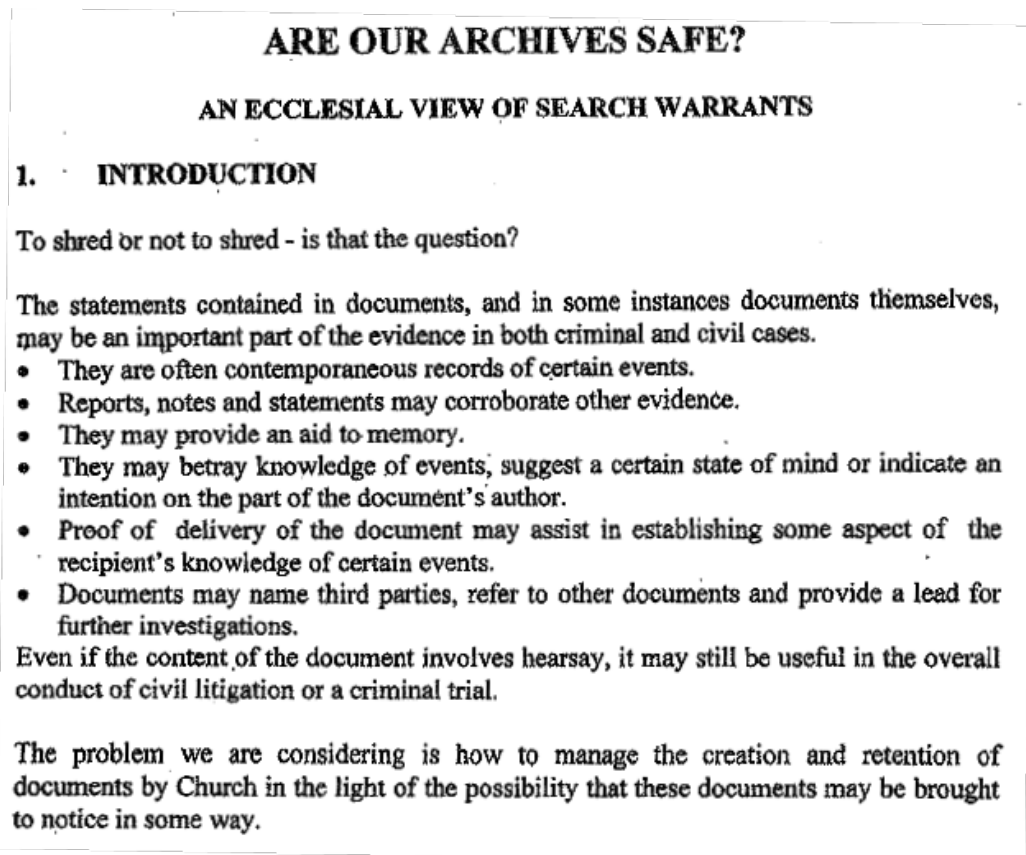 ARE OUR ARCHIVES SAFE?
AN ECCLESIAL VIEW OF SEARCH WARRANTS
1. INTRODUCTION
To shred or not to shred - is that the question?
The statements contained in documents, and in some instances documents themselves,
may be an important part of the evidence in both criminal and civil cases.
• They are often contemporaneous records of certain events.
• Reports, notes and statements may corroborate other evidence.
• They may provide an aid to memory.
• They may betray knowledge of events, suggest a certain state of mind or indicate an
intention on the part of the document's author.
• Proof of delivery of the document may assist in establishing some aspect of the
recipient's knowledge of certain events.
• Documents may name third parties, refer to other documents and provide a lead for
further investigations.
Even if the content of the document involves hearsay, it may still be useful in the overall
conduct of civil litigation or a criminal trial.
The problem we are considering is how to manage the creation and retention of
documents by Church in the light of the possibility that these documents may be brought
to notice in some way.